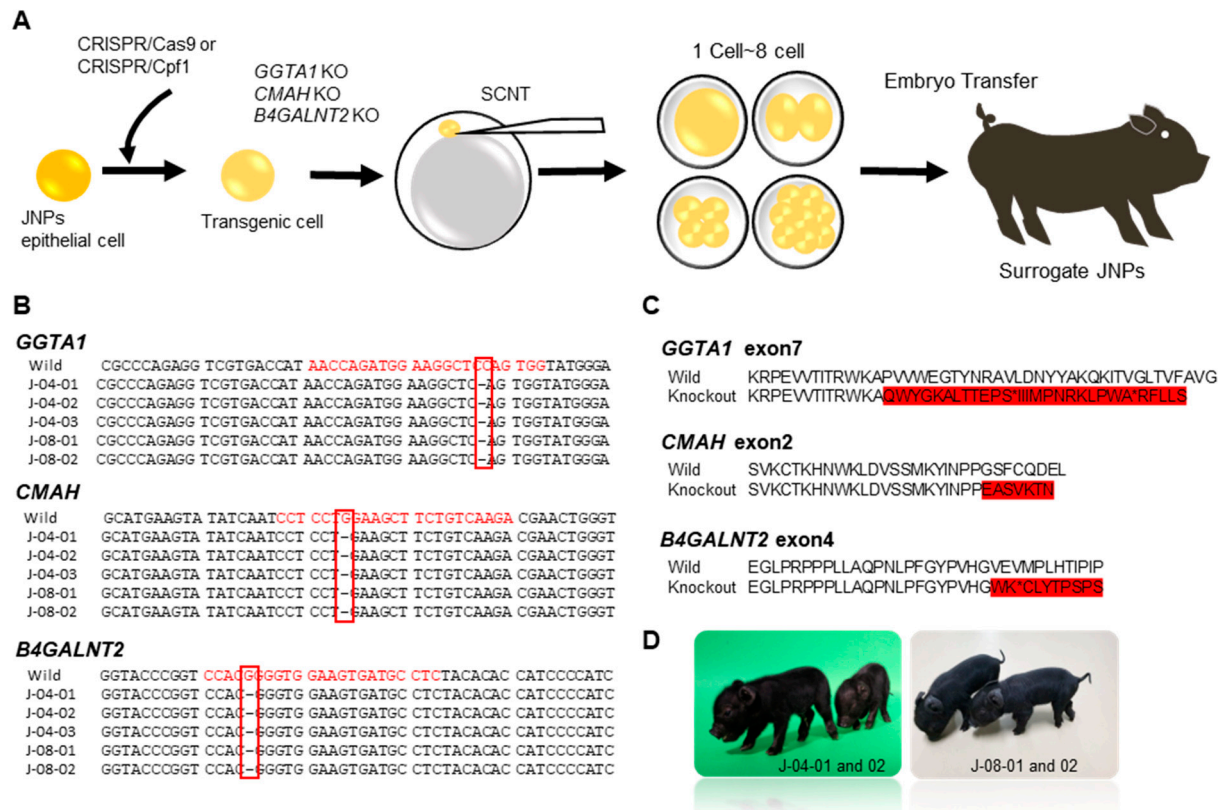 A
CRISPR/Cas9 or
CRISPR/Cpf1
GGTA1 KO
CMAH KO
B4GALNT2 KO
SCNT
1 Cell~8 cell
Embryo Transfer
JNPs
epithelial cell
Transgenic cell
Surrogate JNPs
B
GGTA1
Wild CGCCCAGAGG TCGTGACCAT AACCAGATGG AAGGCTCCAG TGGTATGGGA
J-04-01 CGCCCAGAGG TCGTGACCAT AACCAGATGG AAGGCTC-AG TGGTATGGGA
J-04-02 CGCCCAGAGG TCGTGACCAT AACCAGATGG AAGGCTC-AG TGGTATGGGA
J-04-03 CGCCCAGAGG TCGTGACCAT AACCAGATGG AAGGCTC-AG TGGTATGGGA
J-08-01 CGCCCAGAGG TCGTGACCAT AACCAGATGG AAGGCTC-AG TGGTATGGGA
J-08-02 CGCCCAGAGG TCGTGACCAT AACCAGATGG AAGGCTC-AG TGGTATGGGA
CMAH
Wild GCATGAAGTA TATCAATCCT CCTGGAAGCT TCTGTCAAGA CGAACTGGGT
J-04-01 GCATGAAGTA TATCAATCCT CCT-GAAGCT TCTGTCAAGA CGAACTGGGT
J-04-02 GCATGAAGTA TATCAATCCT CCT-GAAGCT TCTGTCAAGA CGAACTGGGT
J-04-03 GCATGAAGTA TATCAATCCT CCT-GAAGCT TCTGTCAAGA CGAACTGGGT
J-08-01 GCATGAAGTA TATCAATCCT CCT-GAAGCT TCTGTCAAGA CGAACTGGGT
J-08-02 GCATGAAGTA TATCAATCCT CCT-GAAGCT TCTGTCAAGA CGAACTGGGT
B4GALNT2
Wild GGTACCCGGT CCACGGGGTG GAAGTGATGC CCTCTACACAC CATCCCCATC
J-04-01 GGTACCCGGT CCAC-GGGTG GAAGTGATGC CCTCTACACAC CATCCCCATC
J-04-02 GGTACCCGGT CCAC-GGGTG GAAGTGATGC CCTCTACACAC CATCCCCATC
J-04-03 GGTACCCGGT CCAC-GGGTG GAAGTGATGC CCTCTACACAC CATCCCCATC
J-08-01 GGTACCCGGT CCAC-GGGTG GAAGTGATGC CCTCTACACAC CATCCCCATC
J-08-02 GGTACCCGGT CCAC-GGGTG GAAGTGATGC CCTCTACACAC CATCCCCATC
C
GGTA1 exon7
Wild KRPEVVTITRWKAPVVWEGTYNRAVLDNYYAKQKITVGLTVFAVG
Knockout KRPEVVTITRWKAQWYGKALTTEPS*IIIMPNRKLPWA*RFLLS
CMAH exon2
Wild SVKCTKHNWKLDVSSMKYINPPGSFCQDEL
Knockout SVKCTKHNWKLDVSSMKYINPPEASVKTN
B4GALNT2 exon4
Wild EGLPRPPPLLAQPNLPFGYPVHGVEVMPLHTIPIP
Knockout EGLPRPPPLLAQPNLPFGYPVHGWK*CLYTPSPS
D
J-04-01 and 02
J-08-01 and 02